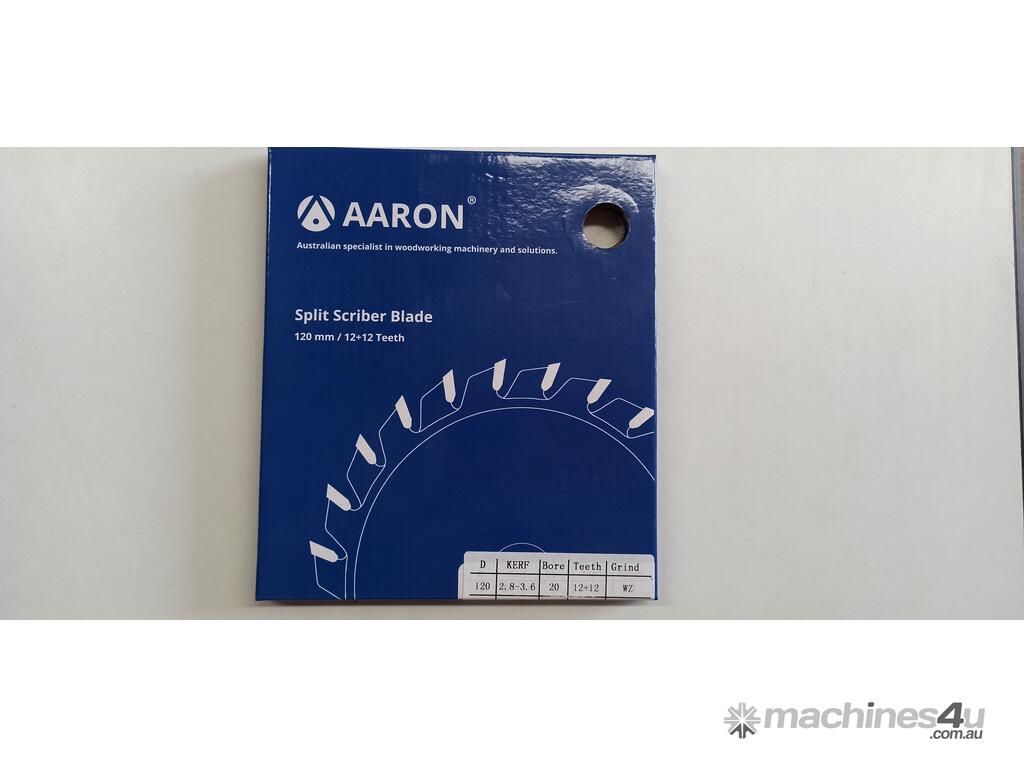 AARON®
Australian specialist in woodworking machinery and solutions.
Split Scriber Blade
120 mm / 12+12 Teeth
D KERF Bore Teeth Grind
120 2.8-3.6 20 12+12 WZ
machines4u
.com.au